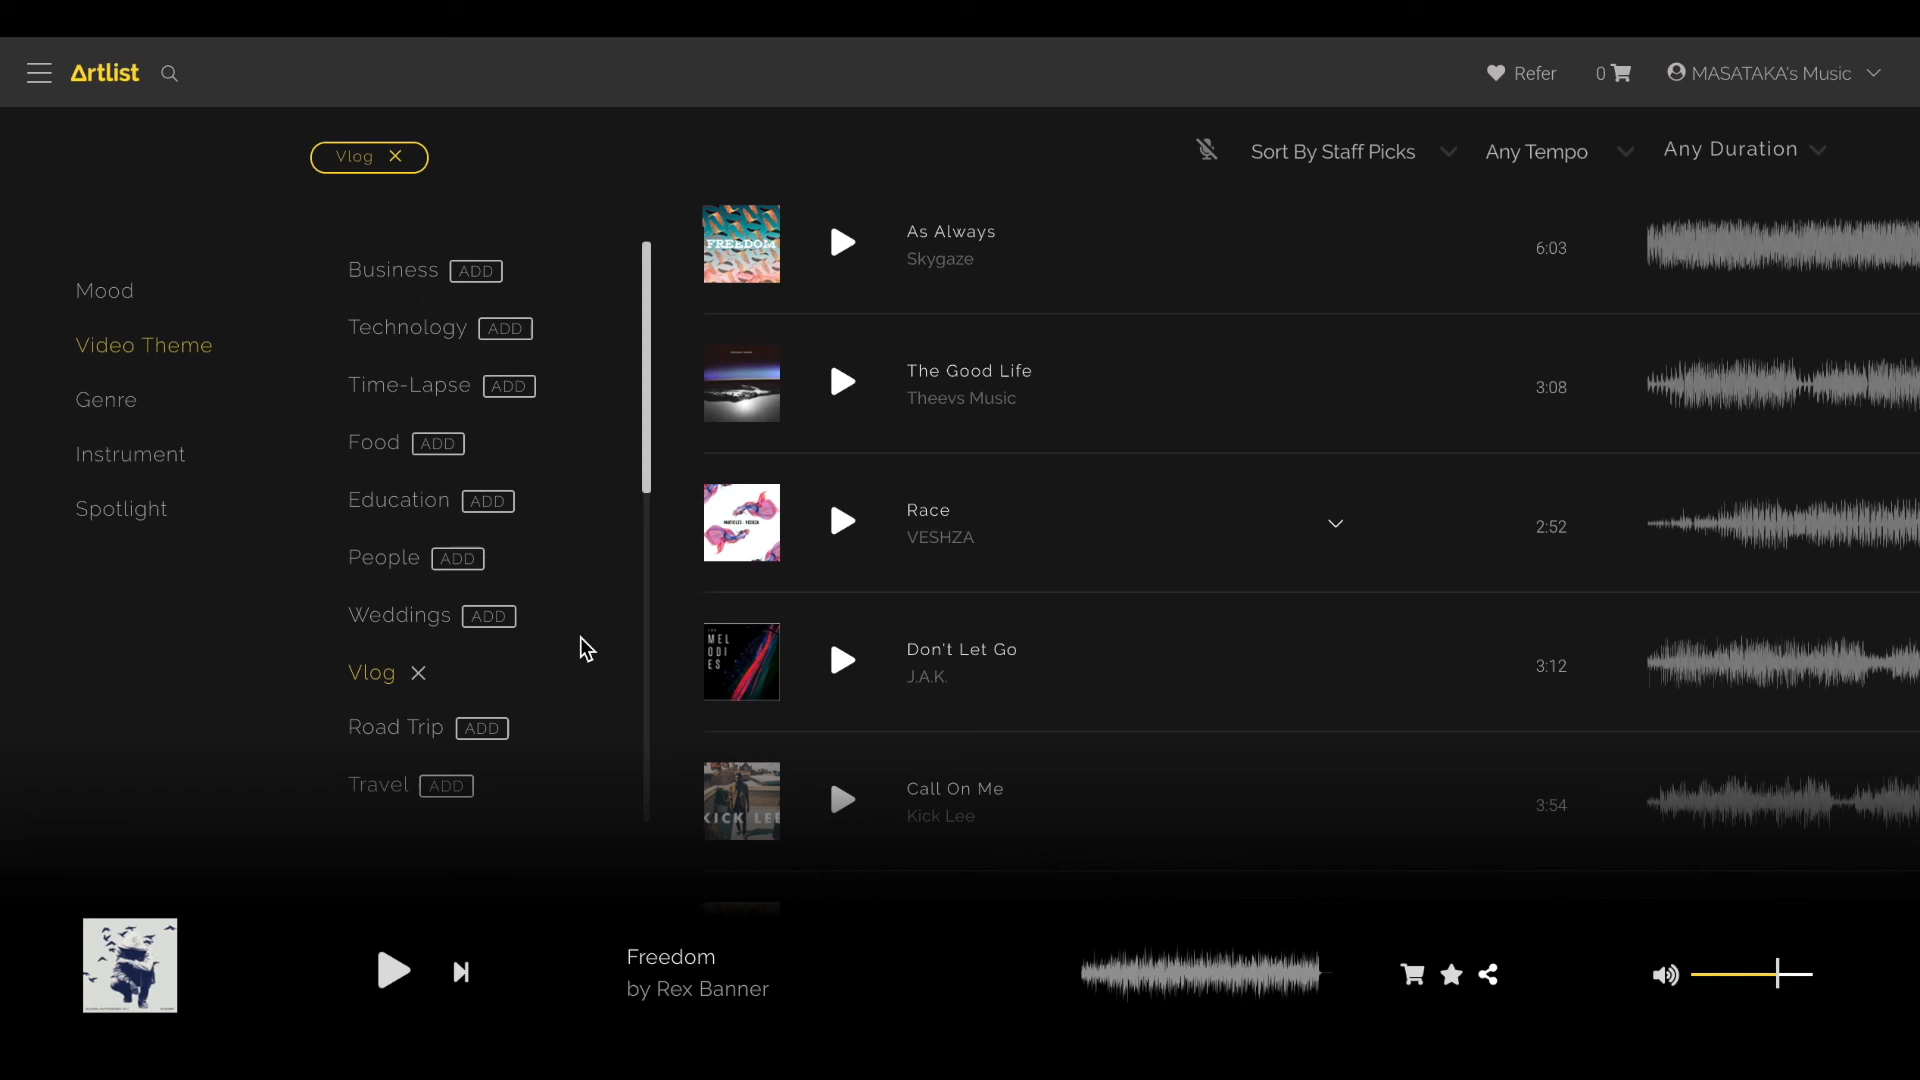 Artlist
Refer
0
MASATAKA's Music
Vlog
Sort By Staff Picks
Any Tempo
Any Duration
Mood
Video Theme
Genre
Instrument
Spotlight
Business ADD
Technology ADD
Time-Lapse ADD
Food ADD
Education ADD
People ADD
Weddings ADD
Vlog
Road Trip ADD
Travel ADD
FREEDOM
As Always
Skygaze
6:03
The Good Life
Theevs Music
3:08
Race
VESHZA
2:52
MEL
ODI
ES
Don't Let Go
J.A.K.
3:12
KICK LEE
Call On Me
Kick Lee
3:54
Freedom
by Rex Banner